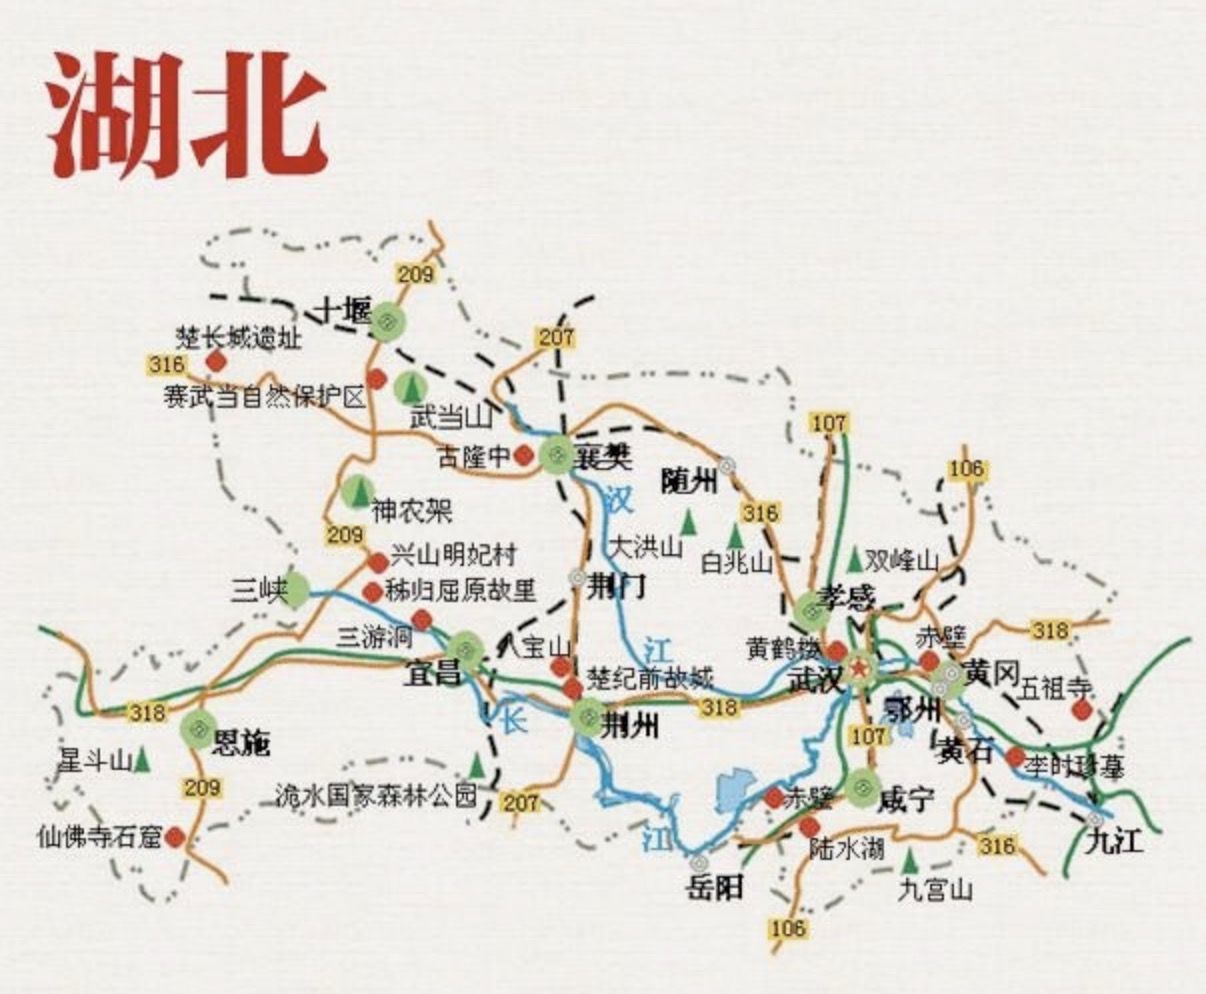 湖北
209
十堰
207
楚长城遗址
316
赛武当自然保护区
武当山
107
古隆中
襄樊
106
随州
汉
神农架
316
209
大洪山
白兆山
双峰山
兴山明妃村
三峡
秭归屈原故里
荆门
孝感
三游洞
318
八宝山
江
黄鹤楼
赤壁
宜昌
楚纪前故城
武汉
黄冈
五祖寺
318
长
318
荆州
鄂州
恩施
107
黄石
星斗山
李时珍墓
209
洈水国家森林公园
207
赤壁
咸宁
仙佛寺石窟
江
陆水湖
316
九江
岳阳
九宫山
106